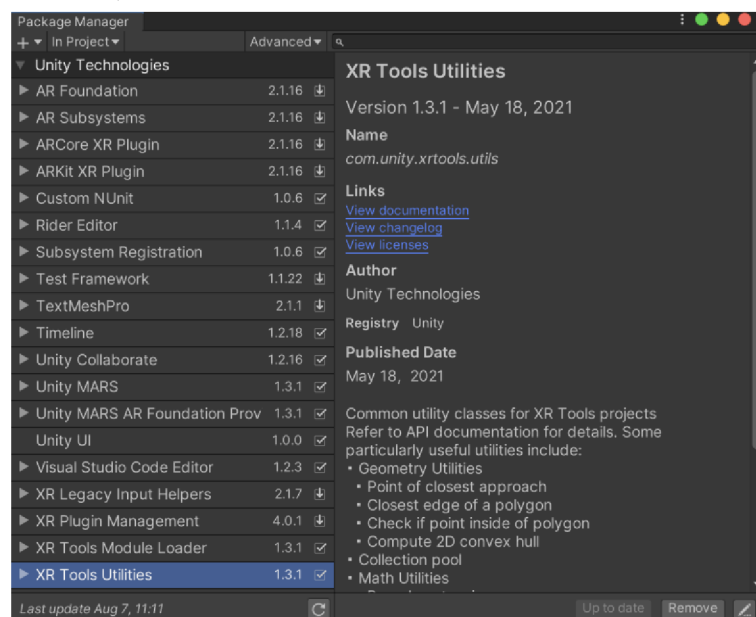 Package Manager
+ In Project Advanced
Unity Technologies
AR Foundation 2.1.16
AR Subsystems 2.1.16
ARCore XR Plugin 2.1.16
ARKit XR Plugin 2.1.16
Custom NUnit 1.0.6
Rider Editor 1.1.4
Subsystem Registration 1.0.6
Test Framework 1.1.22
TextMeshPro 2.1.1
Timeline 1.2.18
Unity Collaborate 1.2.16
Unity MARS 1.3.1
Unity MARS AR Foundation Prov 1.3.1
Unity UI 1.0.0
Visual Studio Code Editor 1.2.3
XR Legacy Input Helpers 2.1.7
XR Plugin Management 4.0.1
XR Tools Module Loader 1.3.1
XR Tools Utilities 1.3.1
Last update Aug 7, 11:11
XR Tools Utilities
Version 1.3.1 - May 18, 2021
Name
com.unity.xrtools.utils
Links
View documentation
View changelog
View licenses
Author
Unity Technologies
Registry Unity
Published Date
May 18, 2021
Common utility classes for XR Tools projects
Refer to API documentation for details. Some
particularly useful utilities include:
• Geometry Utilities
• Point of closest approach
• Closest edge of a polygon
• Check if point inside of polygon
• Compute 2D convex hull
• Collection pool
• Math Utilities
Up to date Remove